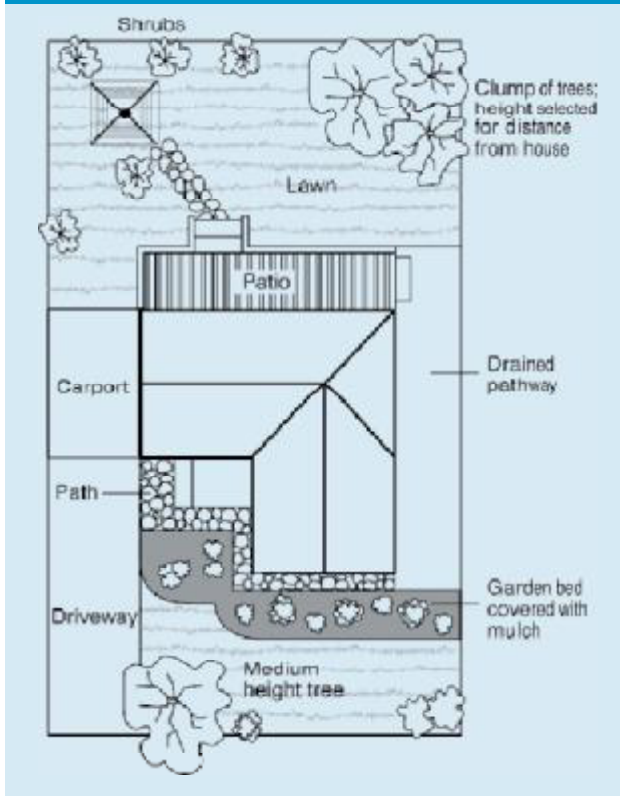 Shrubs
Clump of trees;
height selected
for distance
from house
Lawn
Patio
Carport
Drained
pathway
Path
Garden bed
covered with
mulch
Driveway
Medium
height tree